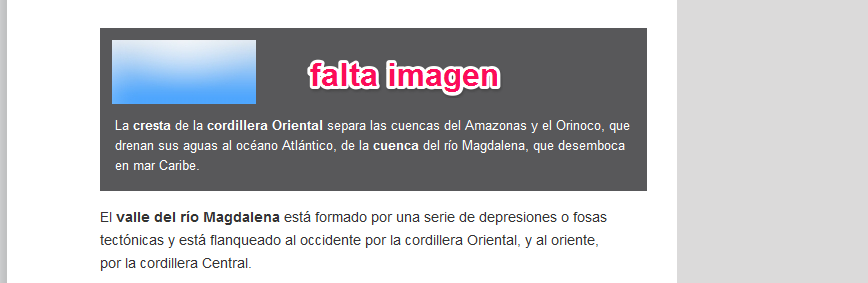 falta imagen
La cresta de la cordillera Oriental separa las cuencas del Amazonas y el Orinoco, que
drenan sus aguas al océano Atlántico, de la cuenca del río Magdalena, que desemboca
en mar Caribe.
El valle del río Magdalena está formado por una serie de depresiones o fosas
tectónicas y está flanqueado al occidente por la cordillera Oriental, y al oriente,
por la cordillera Central.